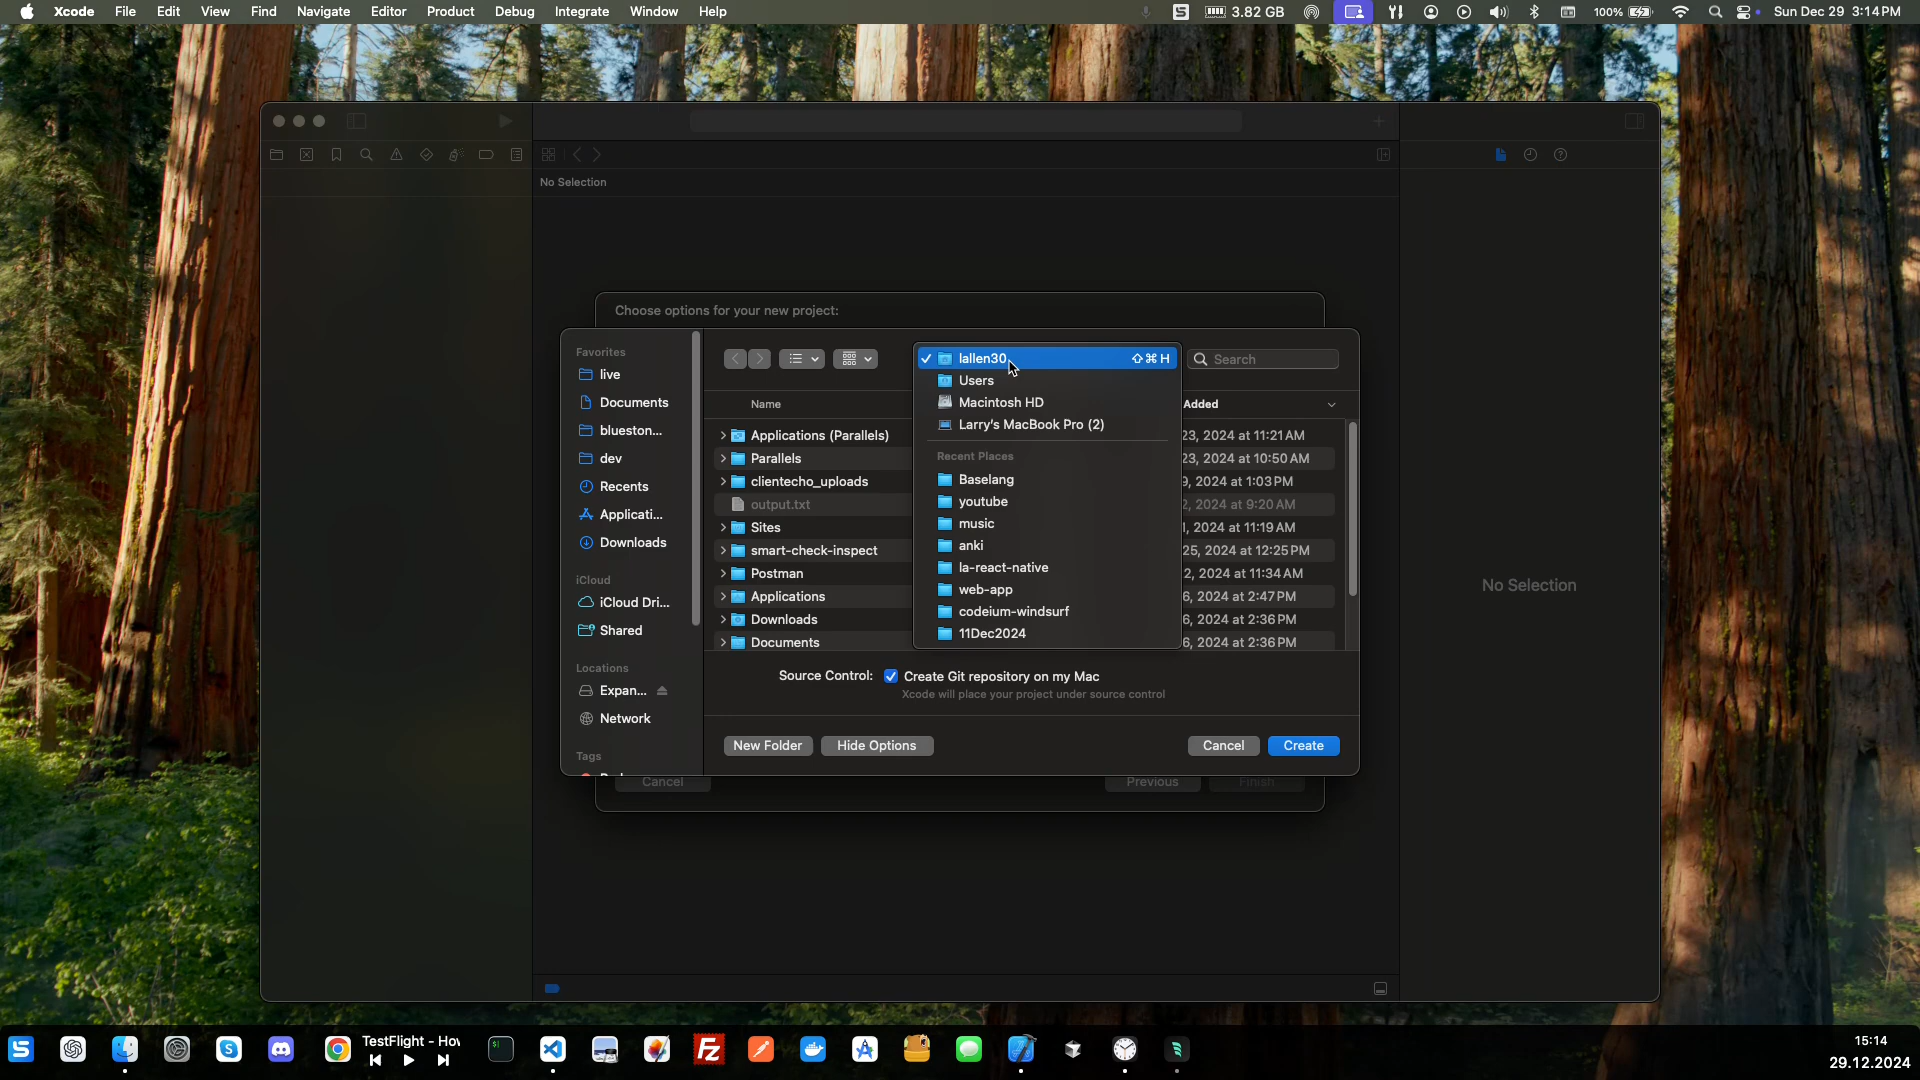 Xcode File Edit View Find Navigate Editor Product Debug Integrate Window Help
3.82 GB 100% Sun Dec 29 3:14 PM
No Selection
Choose options for your new project:
Favorites
live
Documents
blueston...
dev
Recents
Applicati...
Downloads
iCloud
iCloud Dri...
Shared
Locations
Expan...
Network
Tags
lallen30 ⇧⌘H
Users
Macintosh HD
Larry's MacBook Pro (2)
Recent Places
Baselang
youtube
music
anki
la-react-native
web-app
codeium-windsurf
11Dec2024
Search
Name Added
Applications (Parallels) 23, 2024 at 11:21 AM
Parallels 23, 2024 at 10:50 AM
clientecho_uploads 9, 2024 at 1:03 PM
output.txt 2, 2024 at 9:20 AM
Sites 1, 2024 at 11:19 AM
smart-check-inspect 25, 2024 at 12:25 PM
Postman 2, 2024 at 11:34 AM
Applications 6, 2024 at 2:47 PM
Downloads 6, 2024 at 2:36 PM
Documents 6, 2024 at 2:36 PM
Source Control: Create Git repository on my Mac
Xcode will place your project under source control
New Folder Hide Options Cancel Create
Cancel Previous Finish
No Selection
TestFlight - Hov
15:14
29.12.2024